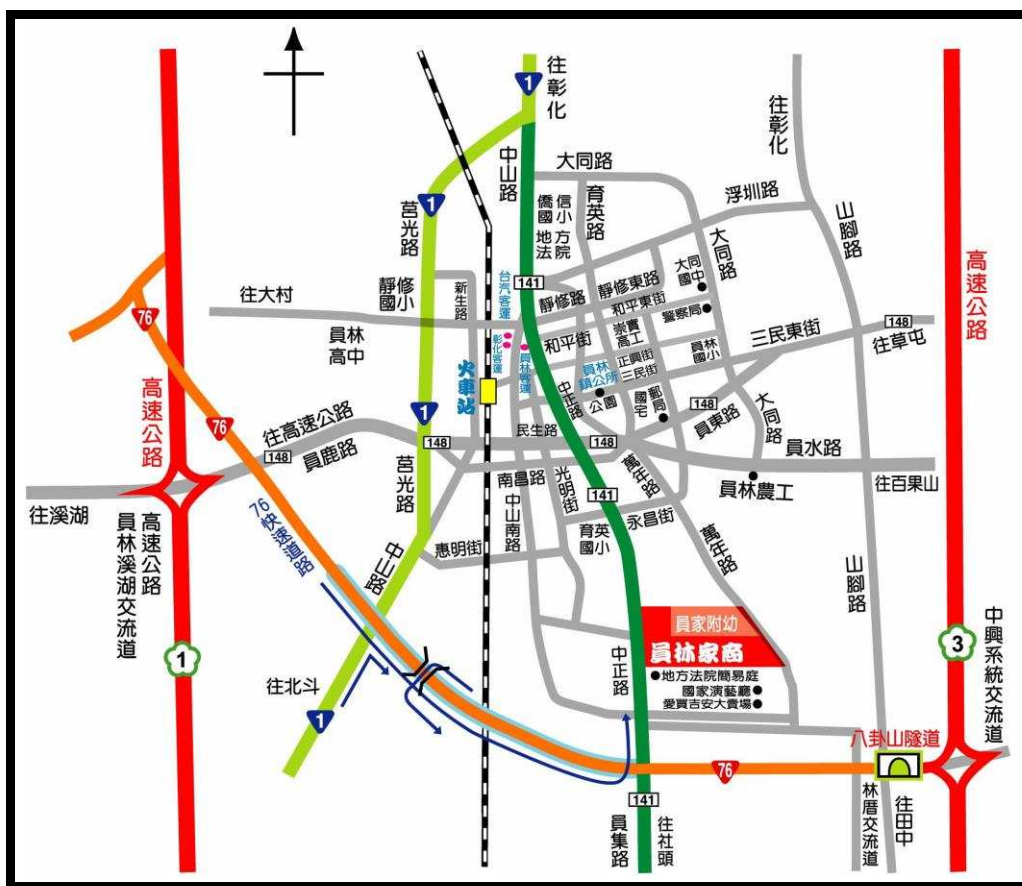 1
往彰化
往彰化
大同路
中山路
僑信國小
育英路
浮圳路
山腳路
1
莒光路
地方法院
大同路
高速公路
大同國中
141
台汽客運
靜修東路
靜修國小
新生路
靜修路
和平東街
往大村
76
崇實高工
警察局
148
三民東街
往草屯
員林高中
彰化客運
員林客運
和平街
員林國小
正興街
三民街
員林鎮公所
火車站
中正路
公園
國宅
郵局
148
大同路
高速公路
76
往高速公路
1
員東路
民生路
148
148
員水路
148
員鹿路
莒光路
南昌路
光明街
萬年路
員林農工
往百果山
往溪湖
高速公路
員林溪湖交流道
76快速道路
中山南路
141
育英國小
永昌街
萬年路
惠明街
中山路
山腳路
員家附幼
員林家商
1
中正路
地方法院簡易庭
國家演藝廳
愛買吉安大賣場
3
中興系統交流道
往北斗
1
八卦山隧道
76
141
員集路
往社頭
林厝交流道
往田中